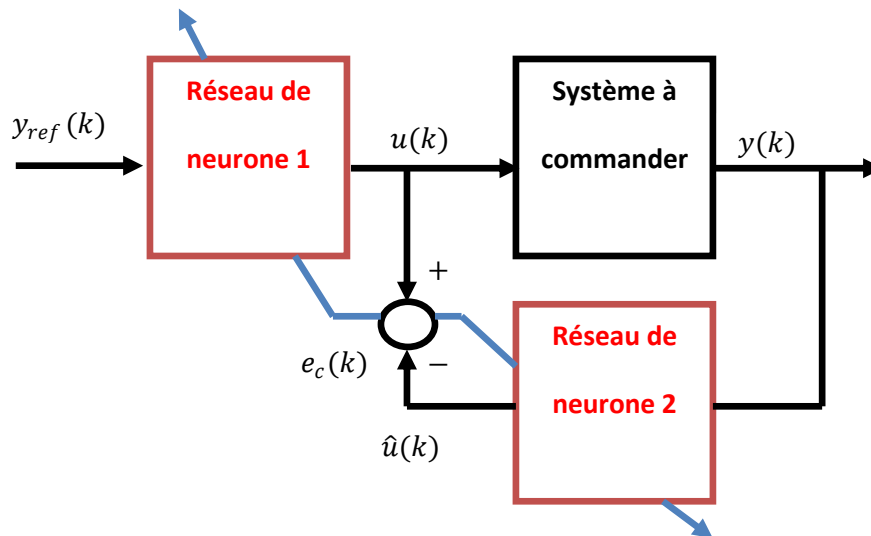 Réseau de
neurone 1
Système à
commander
y_ref(k)
u(k)
y(k)
+
e_c(k)
−
Réseau de
neurone 2
û(k)